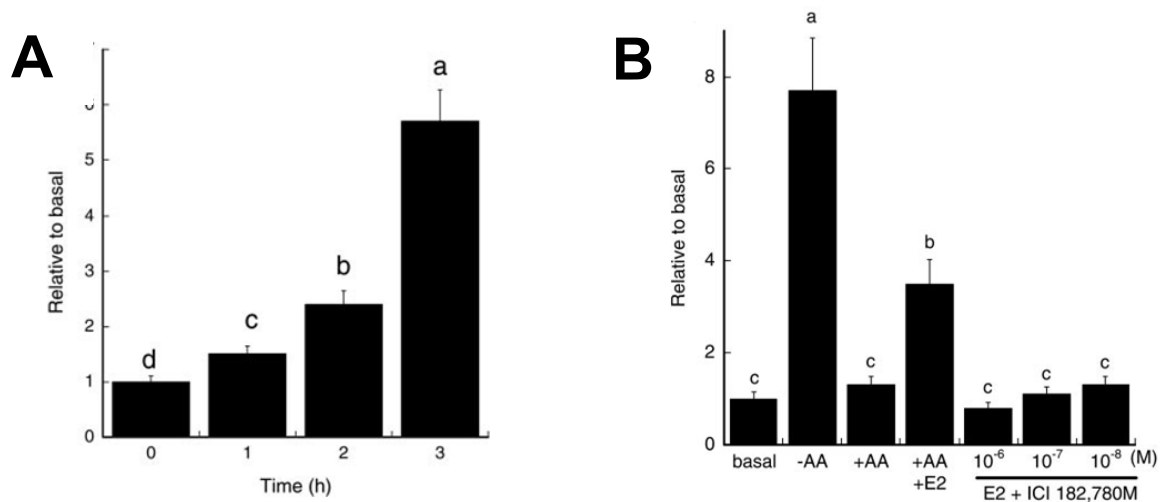 A
Relative to basal
5
4
3
2
1
0
d
c
b
a
0 1 2 3
Time (h)
B
Relative to basal
8
6
4
2
0
c
a
c
b
c
c
c
basal -AA +AA +AA +E2 10⁻⁶ 10⁻⁷ 10⁻⁸ (M)
E2 + ICI 182,780M